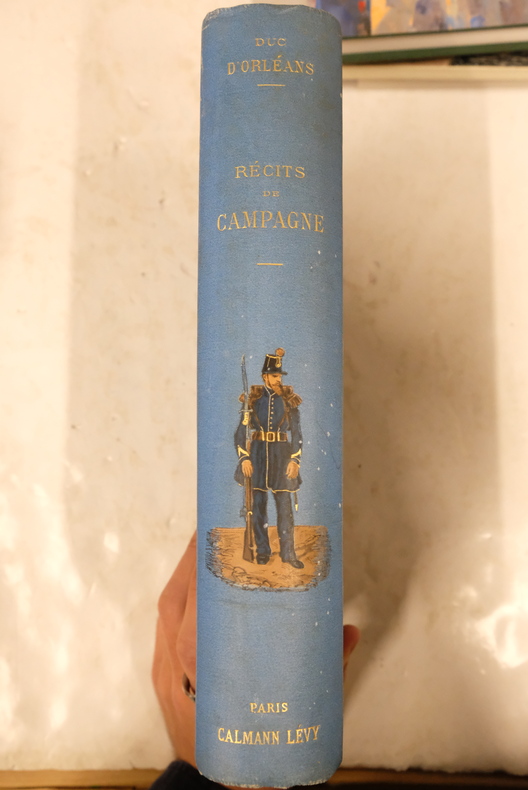 DUC
D'ORLÉANS
RÉCITS
DE
CAMPAGNE
PARIS
CALMANN LÉVY